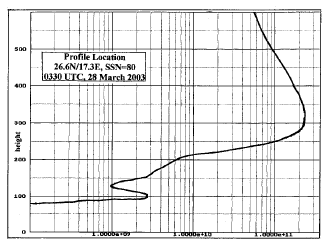 500
Profile Location
26.6N/17.3E, SSN=80
0330 UTC, 28 March 2003
400
300
height
200
100
1.0000e+09
1.0000e+10
1.0000e+11